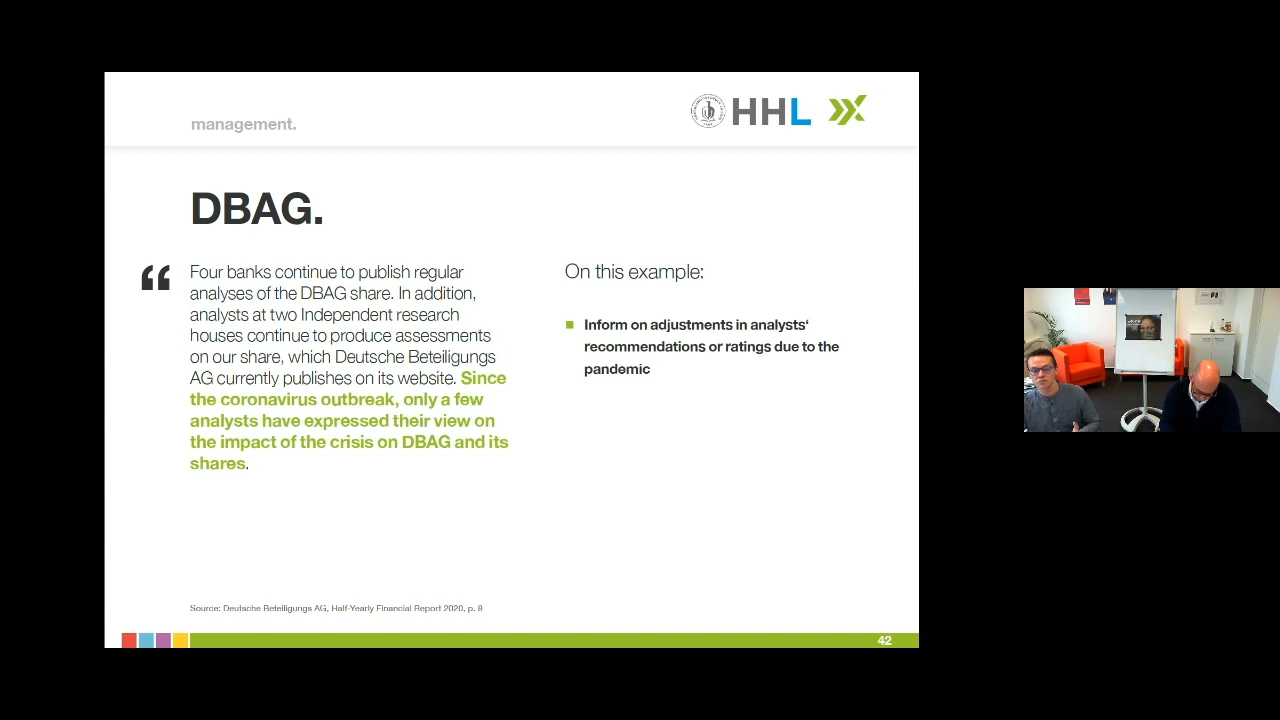 management.
HHL
DBAG.
“
Four banks continue to publish regular
analyses of the DBAG share. In addition,
analysts at two Independent research
houses continue to produce assessments
on our share, which Deutsche Beteiligungs
AG currently publishes on its website. Since
the coronavirus outbreak, only a few
analysts have expressed their view on
the impact of the crisis on DBAG and its
shares.
On this example:
Inform on adjustments in analysts‘
recommendations or ratings due to the
pandemic
Source: Deutsche Beteiligungs AG, Half-Yearly Financial Report 2020, p. 8
42